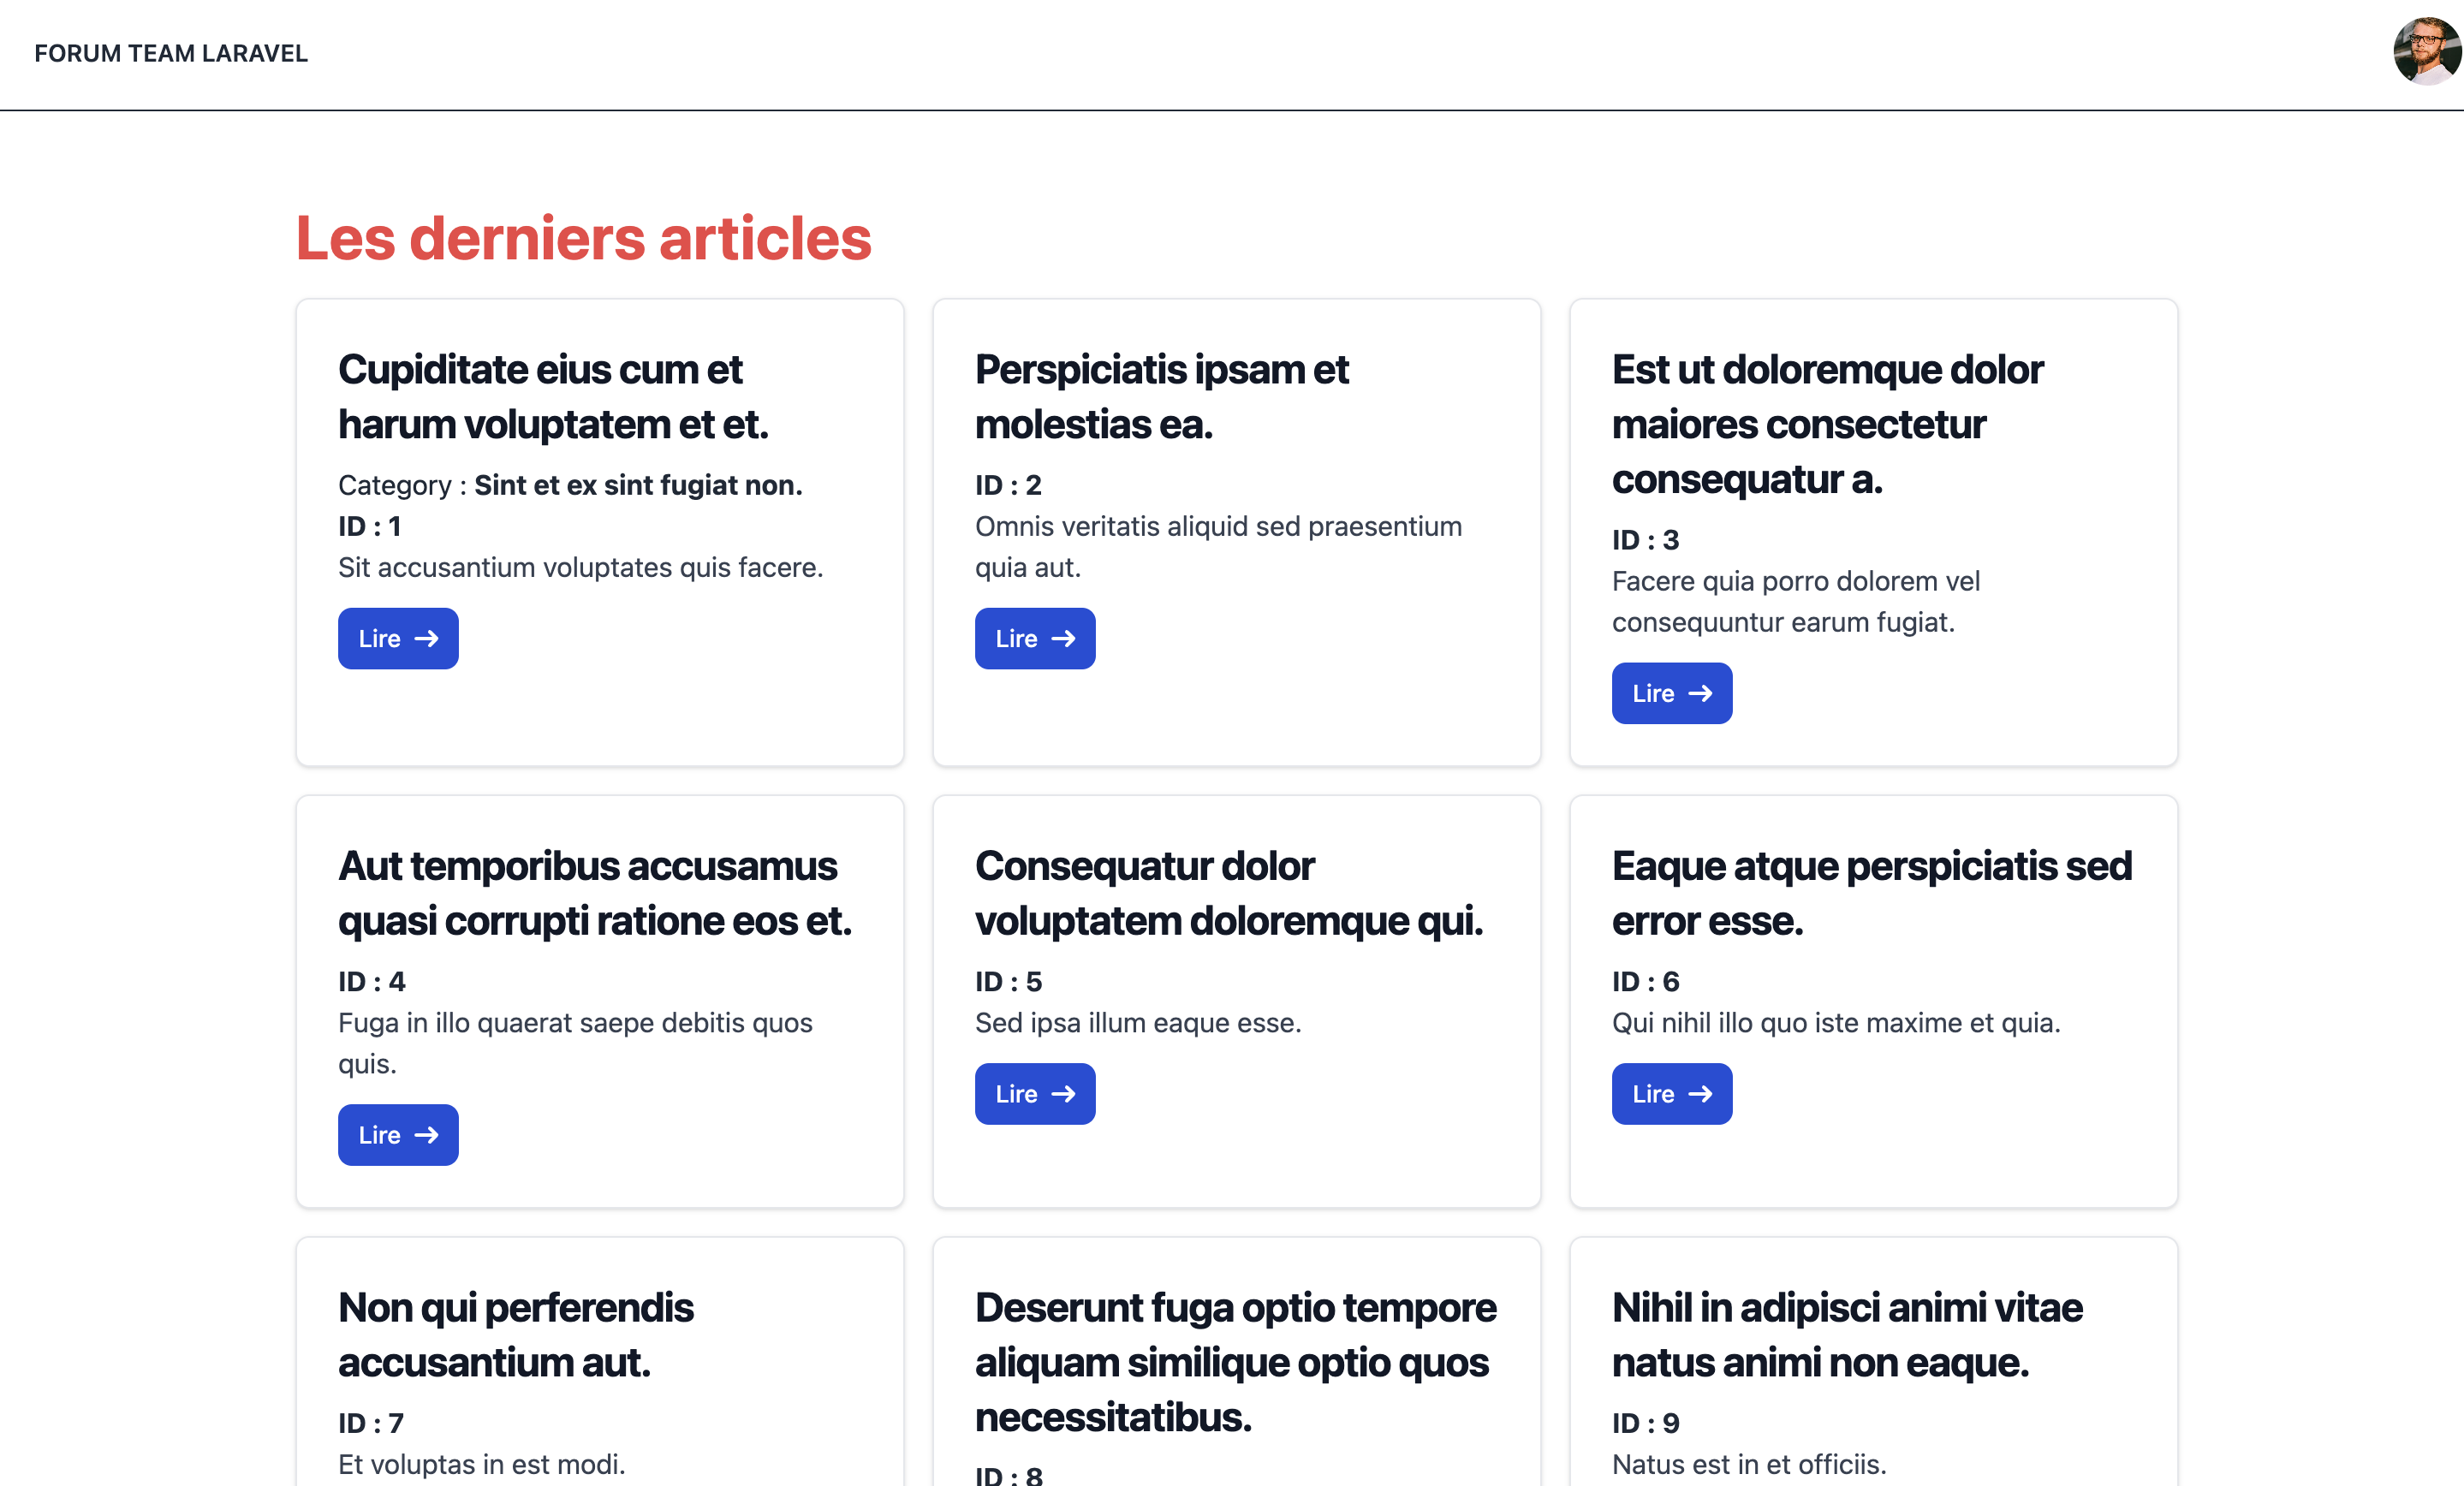 FORUM TEAM LARAVEL
Les derniers articles
Cupiditate eius cum et
harum voluptatem et et.
Category : Sint et ex sint fugiat non.
ID : 1
Sit accusantium voluptates quis facere.
Lire
Perspiciatis ipsam et
molestias ea.
ID : 2
Omnis veritatis aliquid sed praesentium
quia aut.
Lire
Est ut doloremque dolor
maiores consectetur
consequatur a.
ID : 3
Facere quia porro dolorem vel
consequuntur earum fugiat.
Lire
Aut temporibus accusamus
quasi corrupti ratione eos et.
ID : 4
Fuga in illo quaerat saepe debitis quos
quis.
Lire
Consequatur dolor
voluptatem doloremque qui.
ID : 5
Sed ipsa illum eaque esse.
Lire
Eaque atque perspiciatis sed
error esse.
ID : 6
Qui nihil illo quo iste maxime et quia.
Lire
Non qui perferendis
accusantium aut.
ID : 7
Et voluptas in est modi.
Deserunt fuga optio tempore
aliquam similique optio quos
necessitatibus.
ID : 8
Nihil in adipisci animi vitae
natus animi non eaque.
ID : 9
Natus est in et officiis.